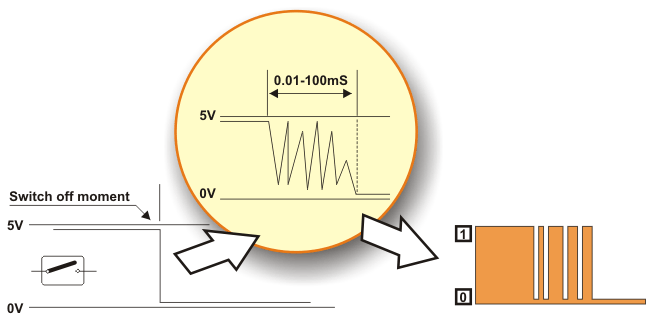 0.01-100mS
5V
0V
Switch off moment
5V
0V
1
0